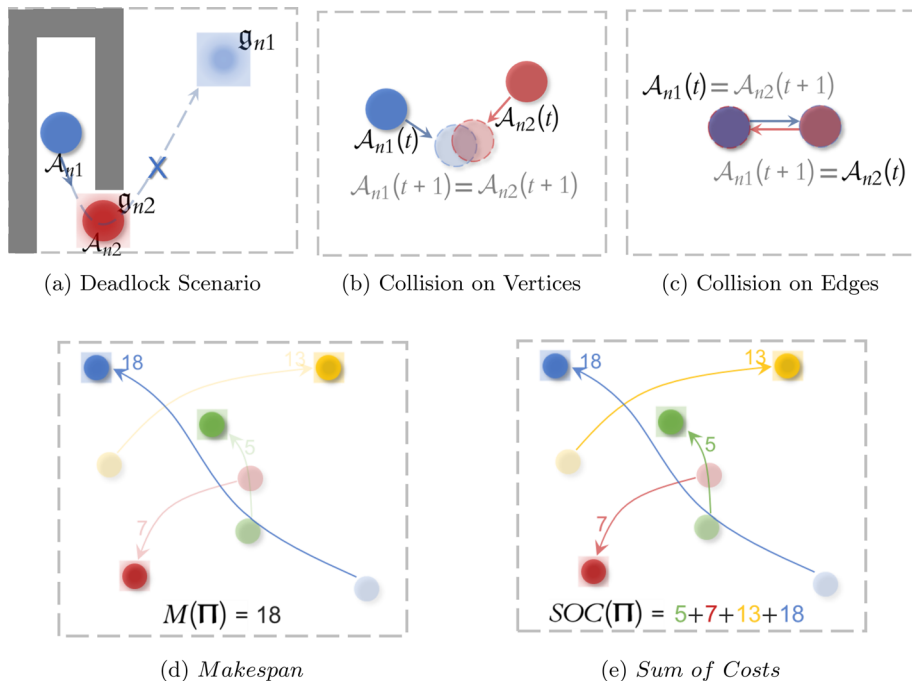 𝔤n1
𝒜n1
X
𝔤n2
𝒜n2
(a) Deadlock Scenario
𝒜n1(t)
𝒜n2(t)
𝒜n1(t + 1) = 𝒜n2(t + 1)
(b) Collision on Vertices
𝒜n1(t) = 𝒜n2(t + 1)
𝒜n1(t + 1) = 𝒜n2(t)
(c) Collision on Edges
18
13
5
7
M(Π) = 18
(d) Makespan
18
13
5
7
SOC(Π) = 5+7+13+18
(e) Sum of Costs